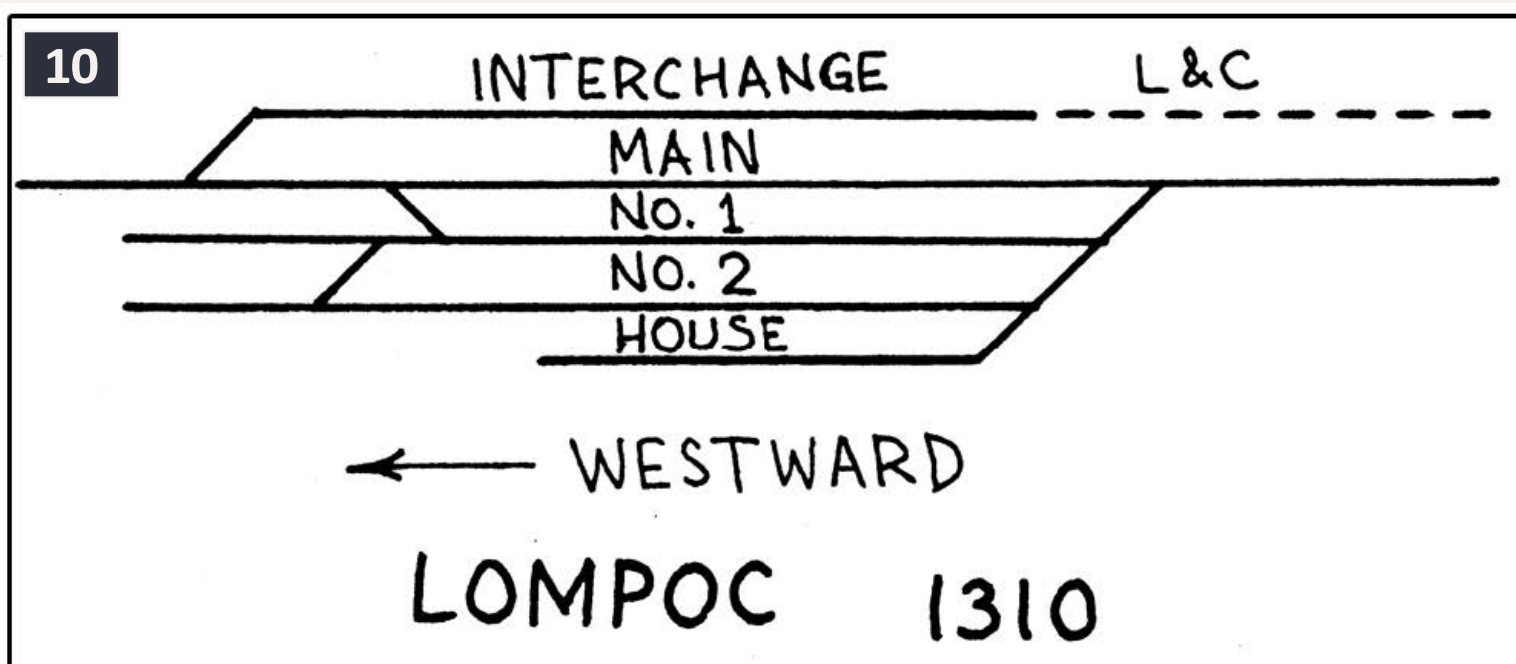 10
INTERCHANGE L&C
MAIN
NO. 1
NO. 2
HOUSE
WESTWARD
LOMPOC 1310